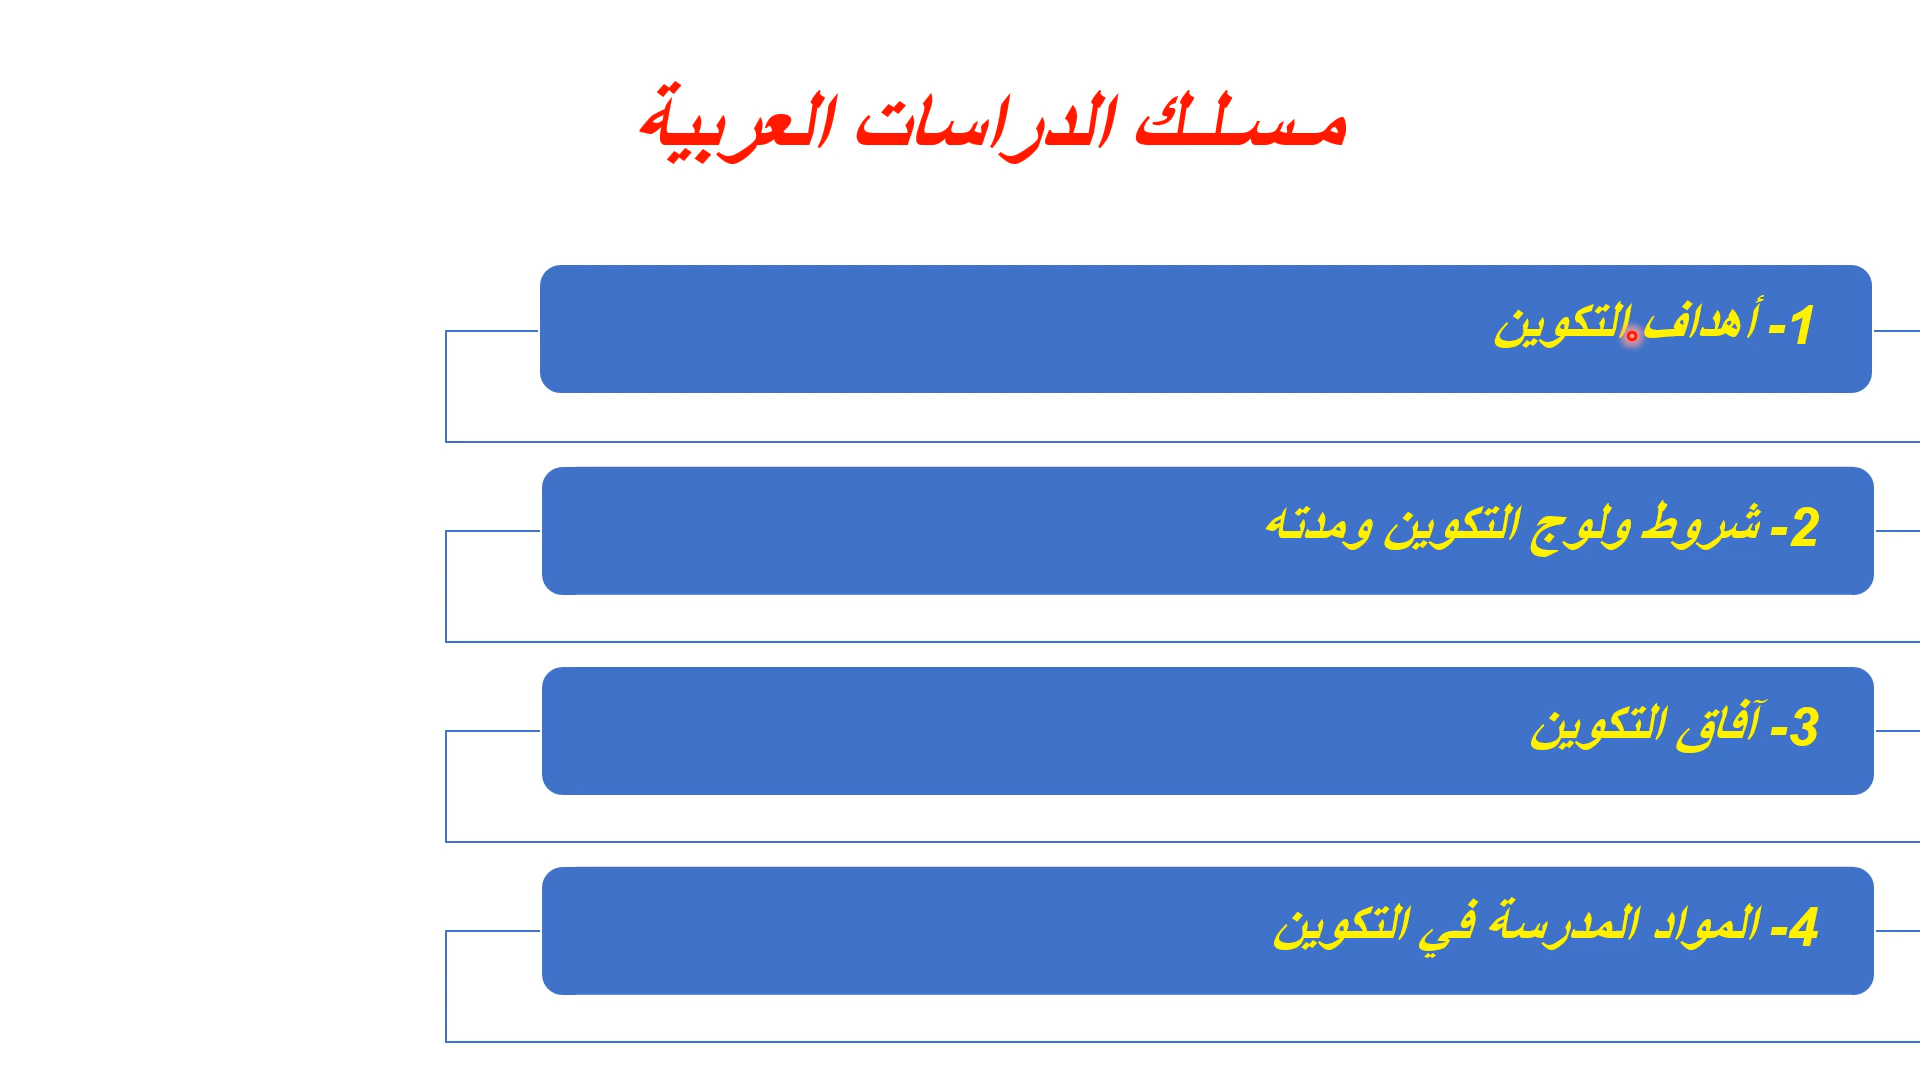 مسلك الدراسات العربية
1- أهداف التكوين
2- شروط ولوج التكوين ومدته
3- آفاق التكوين
4- المواد المدرسة في التكوين